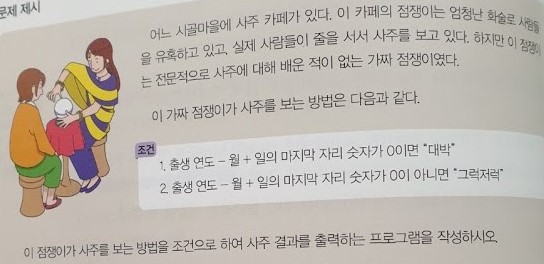 문제 제시
어느 시골마을에 사주 카페가 있다. 이 카페의 점쟁이는 엄청난 화술로 사람들
을 유혹하고 있고, 실제 사람들이 줄을 서서 사주를 보고 있다. 하지만 이 점쟁이
는 전문적으로 사주에 대해 배운 적이 없는 가짜 점쟁이였다.
이 가짜 점쟁이가 사주를 보는 방법은 다음과 같다.
조건
1. 출생 연도 - 월 + 일의 마지막 자리 숫자가 0이면 "대박"
2. 출생 연도 - 월 + 일의 마지막 자리 숫자가 0이 아니면 "그럭저럭"
이 점쟁이가 사주를 보는 방법을 조건으로 하여 사주 결과를 출력하는 프로그램을 작성하시오.